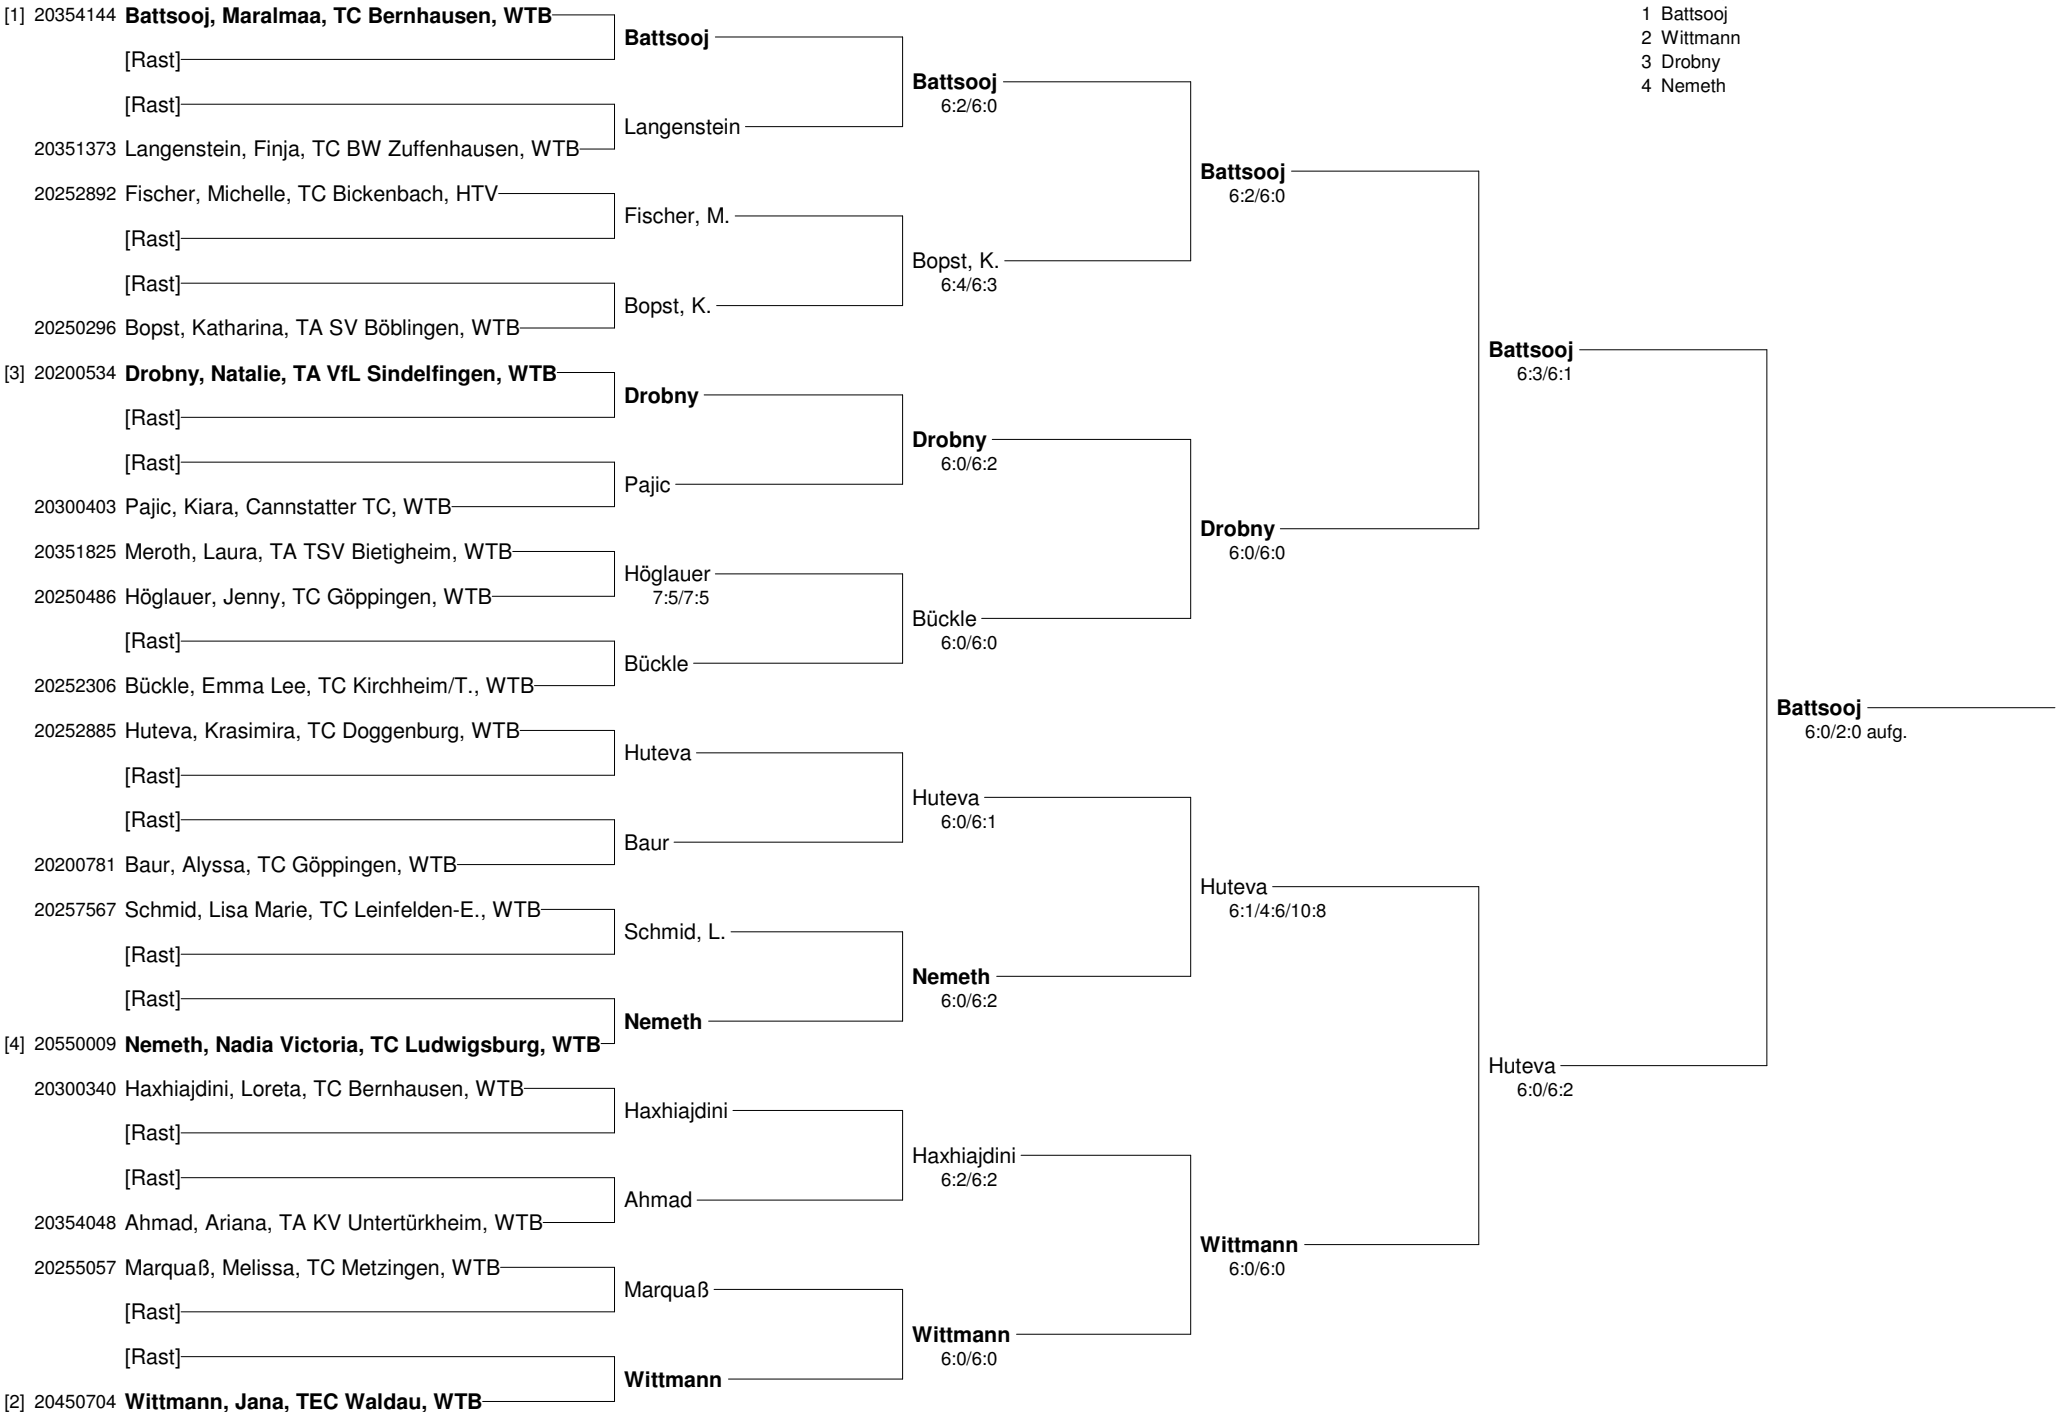 [1] 20354144 Battsooj, Maralmaa, TC Bernhausen, WTB
[Rast]
[Rast]
20351373 Langenstein, Finja, TC BW Zuffenhausen, WTB
20252892 Fischer, Michelle, TC Bickenbach, HTV
[Rast]
[Rast]
20250296 Bopst, Katharina, TA SV Böblingen, WTB
[3] 20200534 Drobny, Natalie, TA VfL Sindelfingen, WTB
[Rast]
[Rast]
20300403 Pajic, Kiara, Cannstatter TC, WTB
20351825 Meroth, Laura, TA TSV Bietigheim, WTB
20250486 Höglauer, Jenny, TC Göppingen, WTB
[Rast]
20252306 Bückle, Emma Lee, TC Kirchheim/T., WTB
20252885 Huteva, Krasimira, TC Doggenburg, WTB
[Rast]
[Rast]
20200781 Baur, Alyssa, TC Göppingen, WTB
20257567 Schmid, Lisa Marie, TC Leinfelden-E., WTB
[Rast]
[Rast]
[4] 20550009 Nemeth, Nadia Victoria, TC Ludwigsburg, WTB
20300340 Haxhiajdini, Loreta, TC Bernhausen, WTB
[Rast]
[Rast]
20354048 Ahmad, Ariana, TA KV Untertürkheim, WTB
20255057 Marquaß, Melissa, TC Metzingen, WTB
[Rast]
[Rast]
[2] 20450704 Wittmann, Jana, TEC Waldau, WTB
Battsooj
Langenstein
Fischer, M.
Bopst, K.
Drobny
Pajic
Höglauer
7:5/7:5
Bückle
Huteva
Baur
Schmid, L.
Nemeth
Haxhiajdini
Ahmad
Marquaß
Wittmann
Battsooj
6:2/6:0
Bopst, K.
6:4/6:3
Drobny
6:0/6:2
Bückle
6:0/6:0
Huteva
6:0/6:1
Nemeth
6:0/6:2
Haxhiajdini
6:2/6:2
Wittmann
6:0/6:0
Battsooj
6:2/6:0
Drobny
6:0/6:0
Huteva
6:1/4:6/10:8
Wittmann
6:0/6:0
Battsooj
6:3/6:1
Huteva
6:0/6:2
Battsooj
6:0/2:0 aufg.
1 Battsooj
2 Wittmann
3 Drobny
4 Nemeth